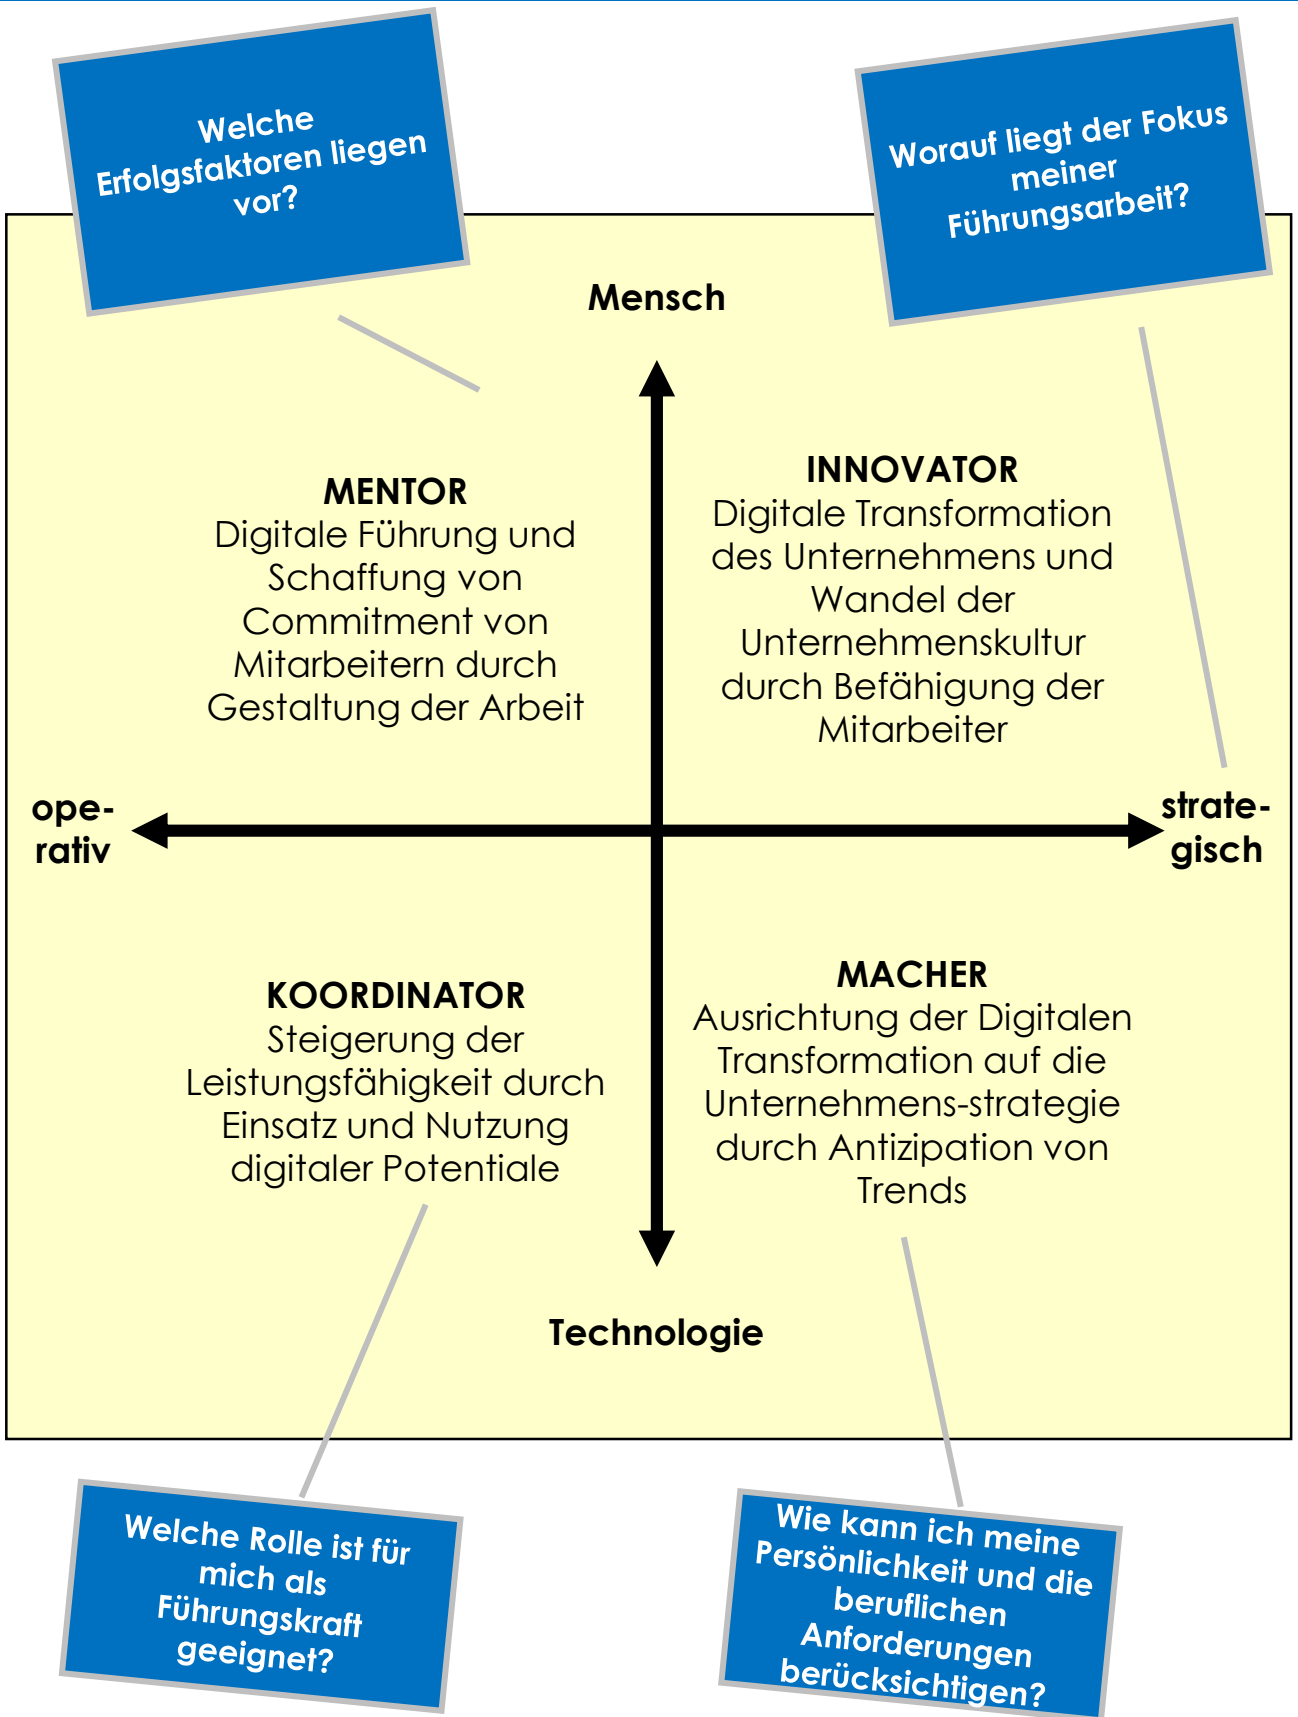 Welche
Erfolgsfaktoren liegen
vor?
Worauf liegt der Fokus
meiner
Führungsarbeit?
Mensch
MENTOR
Digitale Führung und
Schaffung von
Commitment von
Mitarbeitern durch
Gestaltung der Arbeit
INNOVATOR
Digitale Transformation
des Unternehmens und
Wandel der
Unternehmenskultur
durch Befähigung der
Mitarbeiter
ope-
rativ
strate-
gisch
KOORDINATOR
Steigerung der
Leistungsfähigkeit durch
Einsatz und Nutzung
digitaler Potentiale
MACHER
Ausrichtung der Digitalen
Transformation auf die
Unternehmens-strategie
durch Antizipation von
Trends
Technologie
Welche Rolle ist für
mich als
Führungskraft
geeignet?
Wie kann ich meine
Persönlichkeit und die
beruflichen
Anforderungen
berücksichtigen?